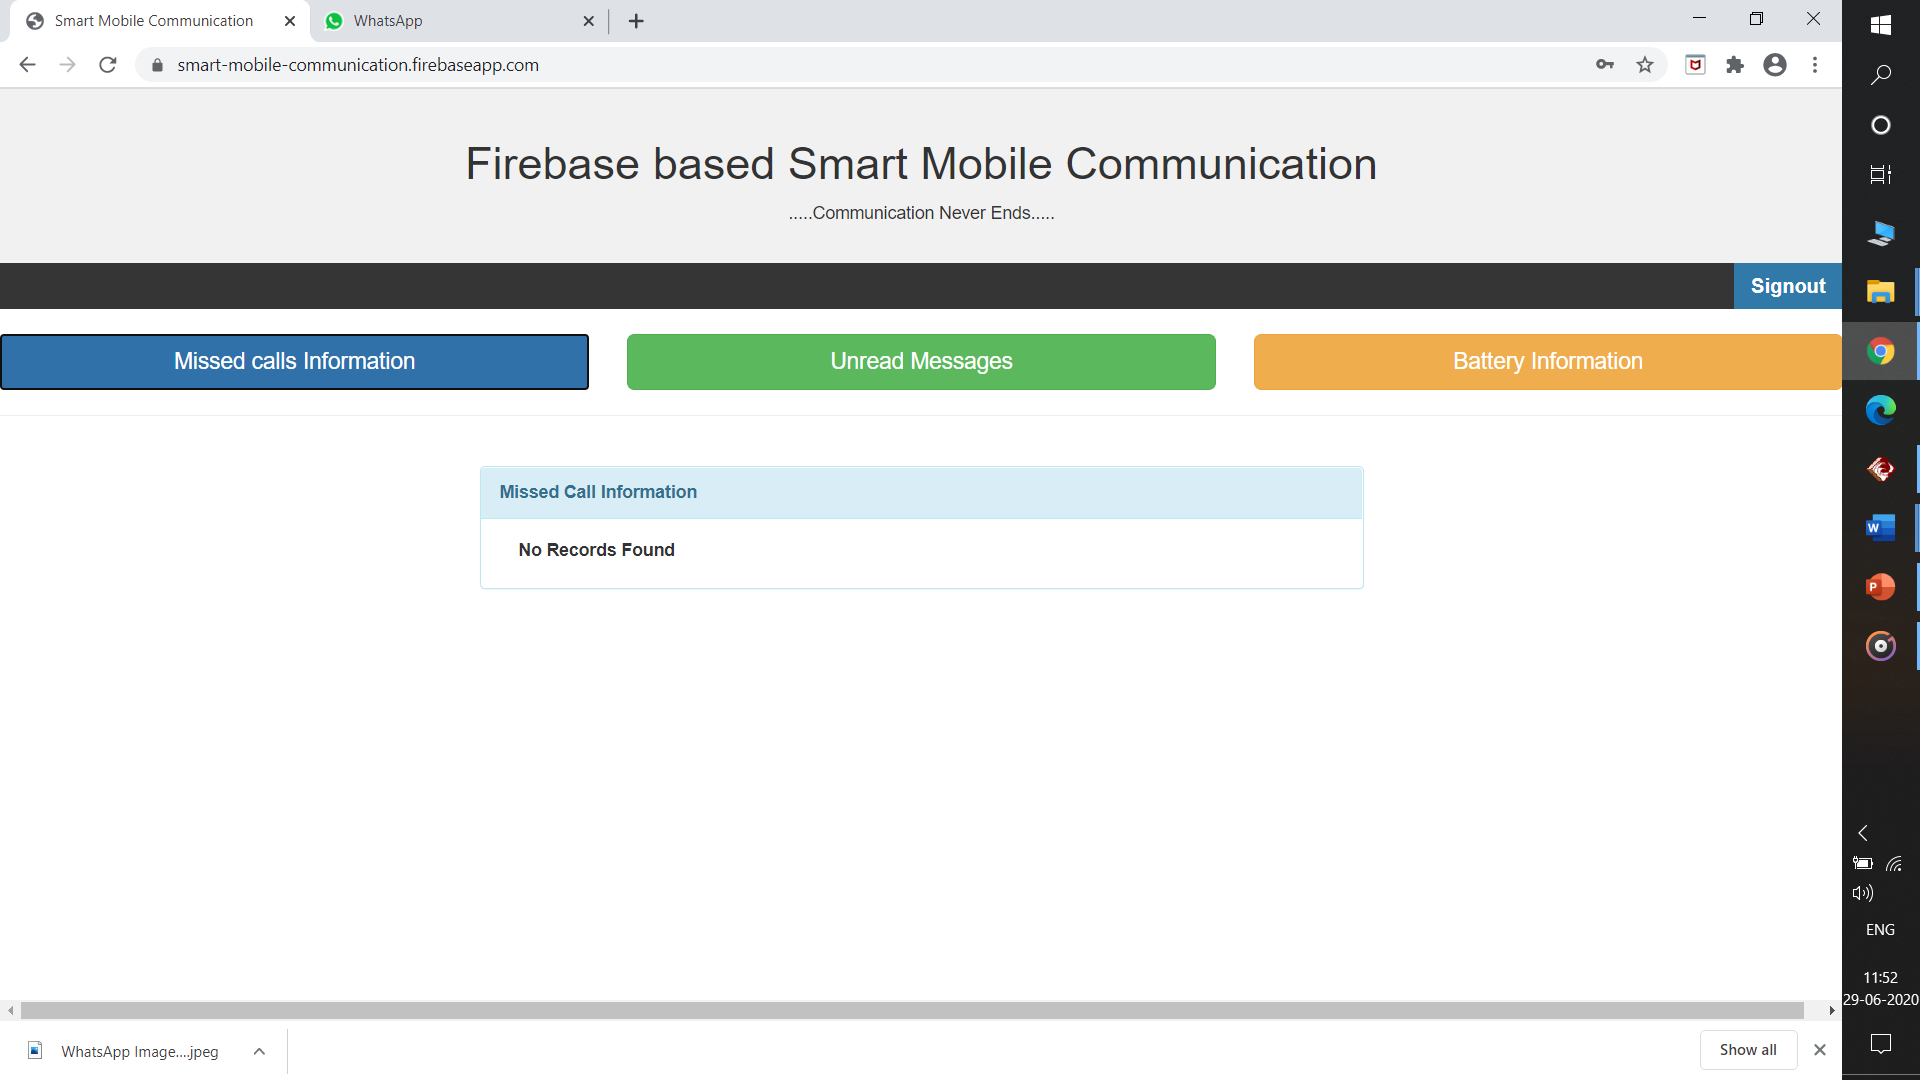 Smart Mobile Communication
WhatsApp
smart-mobile-communication.firebaseapp.com
Firebase based Smart Mobile Communication
.....Communication Never Ends.....
Signout
Missed calls Information
Unread Messages
Battery Information
Missed Call Information
No Records Found
W
P
ENG
11:52
29-06-2020
WhatsApp Image....jpeg
Show all